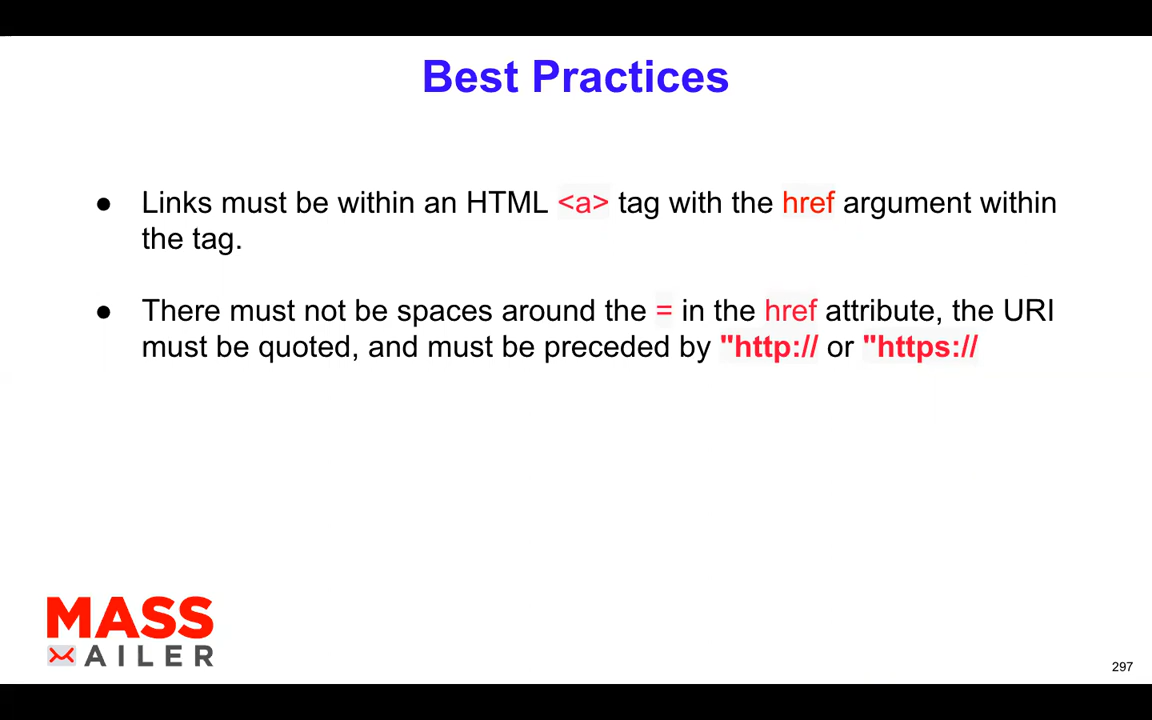 Best Practices
● Links must be within an HTML <a> tag with the href argument within
the tag.
● There must not be spaces around the = in the href attribute, the URI
must be quoted, and must be preceded by "http:// or "https://
MASS
AILER
297